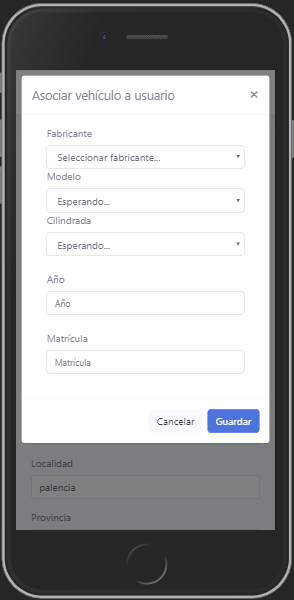 Asociar vehículo a usuario ×
Fabricante
Seleccionar fabricante...
Modelo
Esperando...
Cilindrada
Esperando...
Año
Año
Matrícula
Matrícula
Cancelar Guardar
Localidad
palencia
Provincia